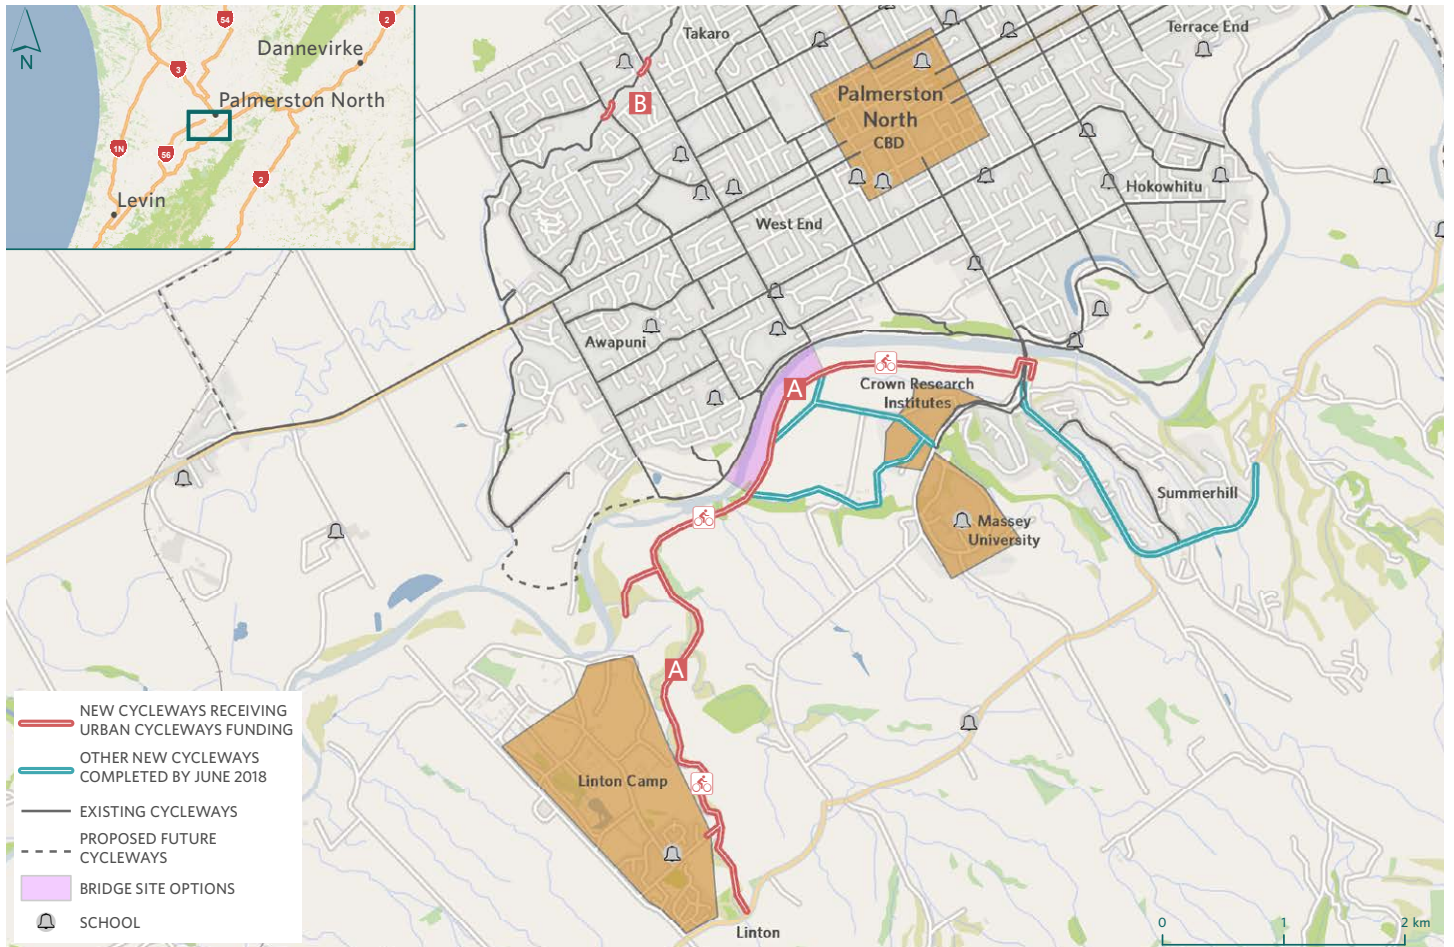 N
54
2
Dannevirke
3
Palmerston North
1N
56
2
Levin
Takaro
Terrace End
B
Palmerston
North
CBD
Hokowhitu
West End
Awapuni
A
Crown Research
Institutes
Summerhill
Massey
University
A
Linton Camp
Linton
NEW CYCLEWAYS RECEIVING
URBAN CYCLEWAYS FUNDING
OTHER NEW CYCLEWAYS
COMPLETED BY JUNE 2018
EXISTING CYCLEWAYS
PROPOSED FUTURE
CYCLEWAYS
BRIDGE SITE OPTIONS
SCHOOL
0 1 2 km